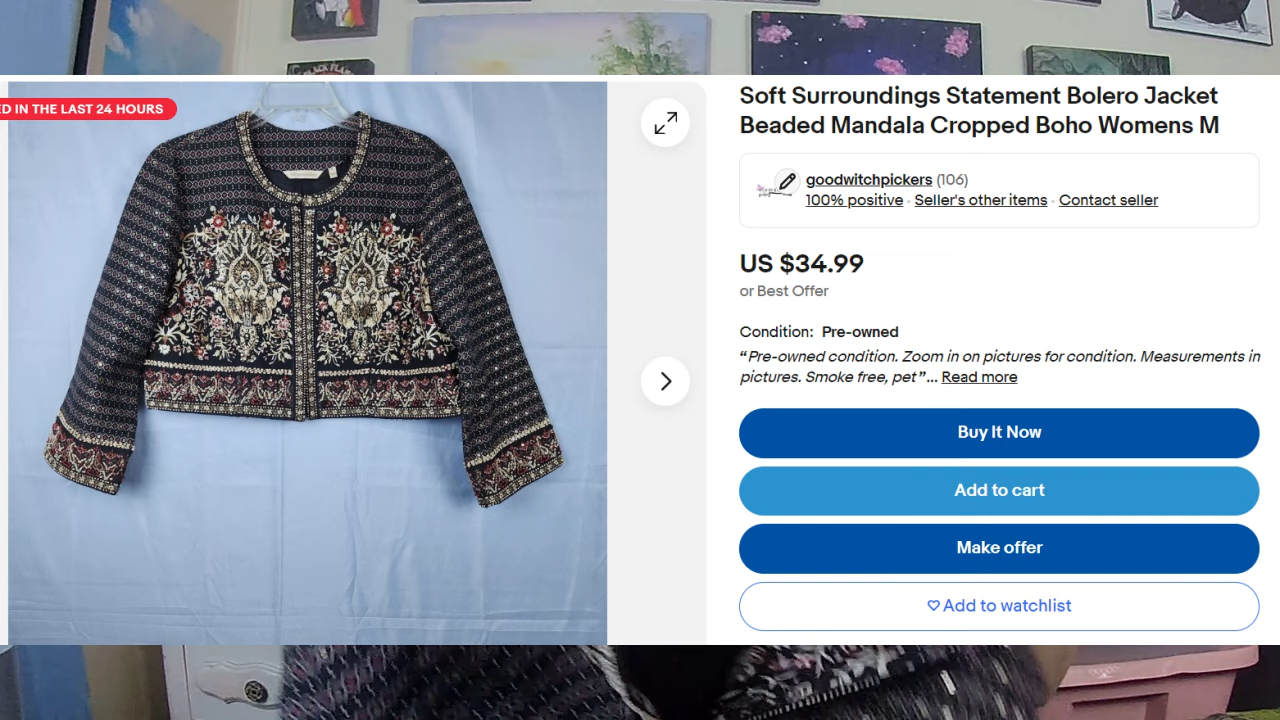 BLACK FLA
ED IN THE LAST 24 HOURS
Soft Surroundings Statement Bolero Jacket
Beaded Mandala Cropped Boho Womens M
goodwitchpickers (106)
100% positive · Seller's other items · Contact seller
US $34.99
or Best Offer
Condition: Pre-owned
“Pre-owned condition. Zoom in on pictures for condition. Measurements in
pictures. Smoke free, pet”... Read more
Buy It Now
Add to cart
Make offer
Add to watchlist